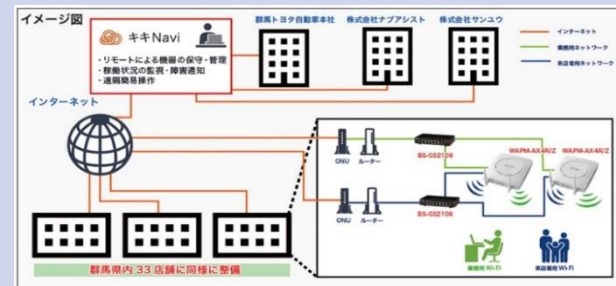 イメージ図
キキNavi
・リモートによる機器の保守・管理
・稼働状況の監視・障害通知
・遠隔簡易操作
群馬トヨタ自動車本社
株式会社ナブアシスト
株式会社サンユウ
インターネット
業務用ネットワーク
来店者用ネットワーク
インターネット
ONU
ルーター
BS-GS2108
WAPM-AX4R/Z
WAPM-AX4R/Z
ONU
ルーター
BS-GS2108
業務用Wi-Fi
来店者用Wi-Fi
群馬県内33店舗に同様に整備